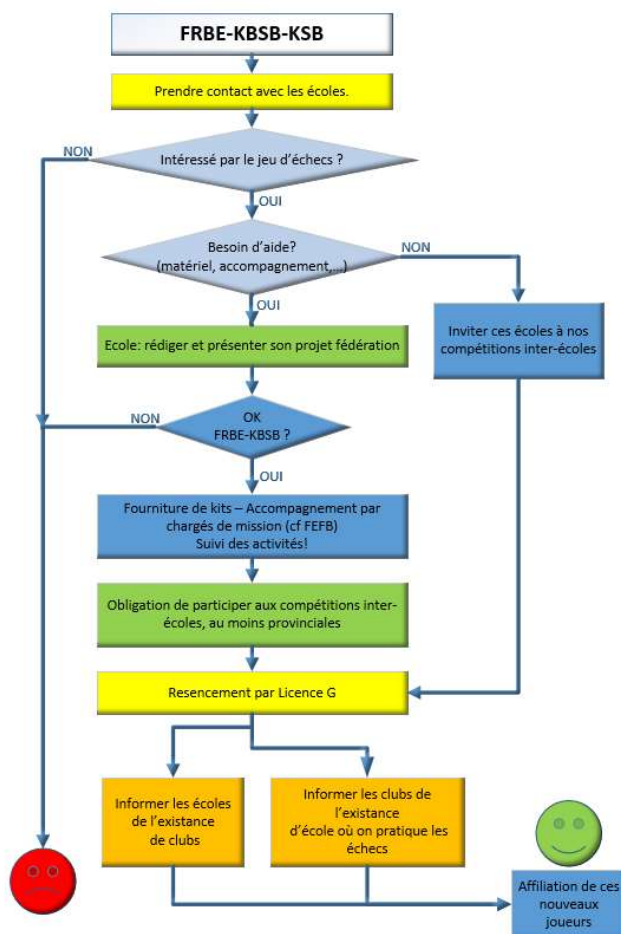 FRBE-KBSB-KSB
Prendre contact avec les écoles.
NON
Intéressé par le jeu d'échecs ?
OUI
Besoin d'aide?
(matériel, accompagnement,...)
NON
OUI
Ecole: rédiger et présenter son projet fédération
Inviter ces écoles à nos
compétitions inter-écoles
NON
OK
FRBE-KBSB ?
OUI
Fourniture de kits – Accompagnement par
chargés de mission (cf FEFB)
Suivi des activités!
Obligation de participer aux compétitions inter-
écoles, au moins provinciales
Resencement par Licence G
Informer les écoles
de l'existance
de clubs
Informer les clubs de
l'existance
d'école où on pratique les
échecs
Affiliation de ces
nouveaux
joueurs